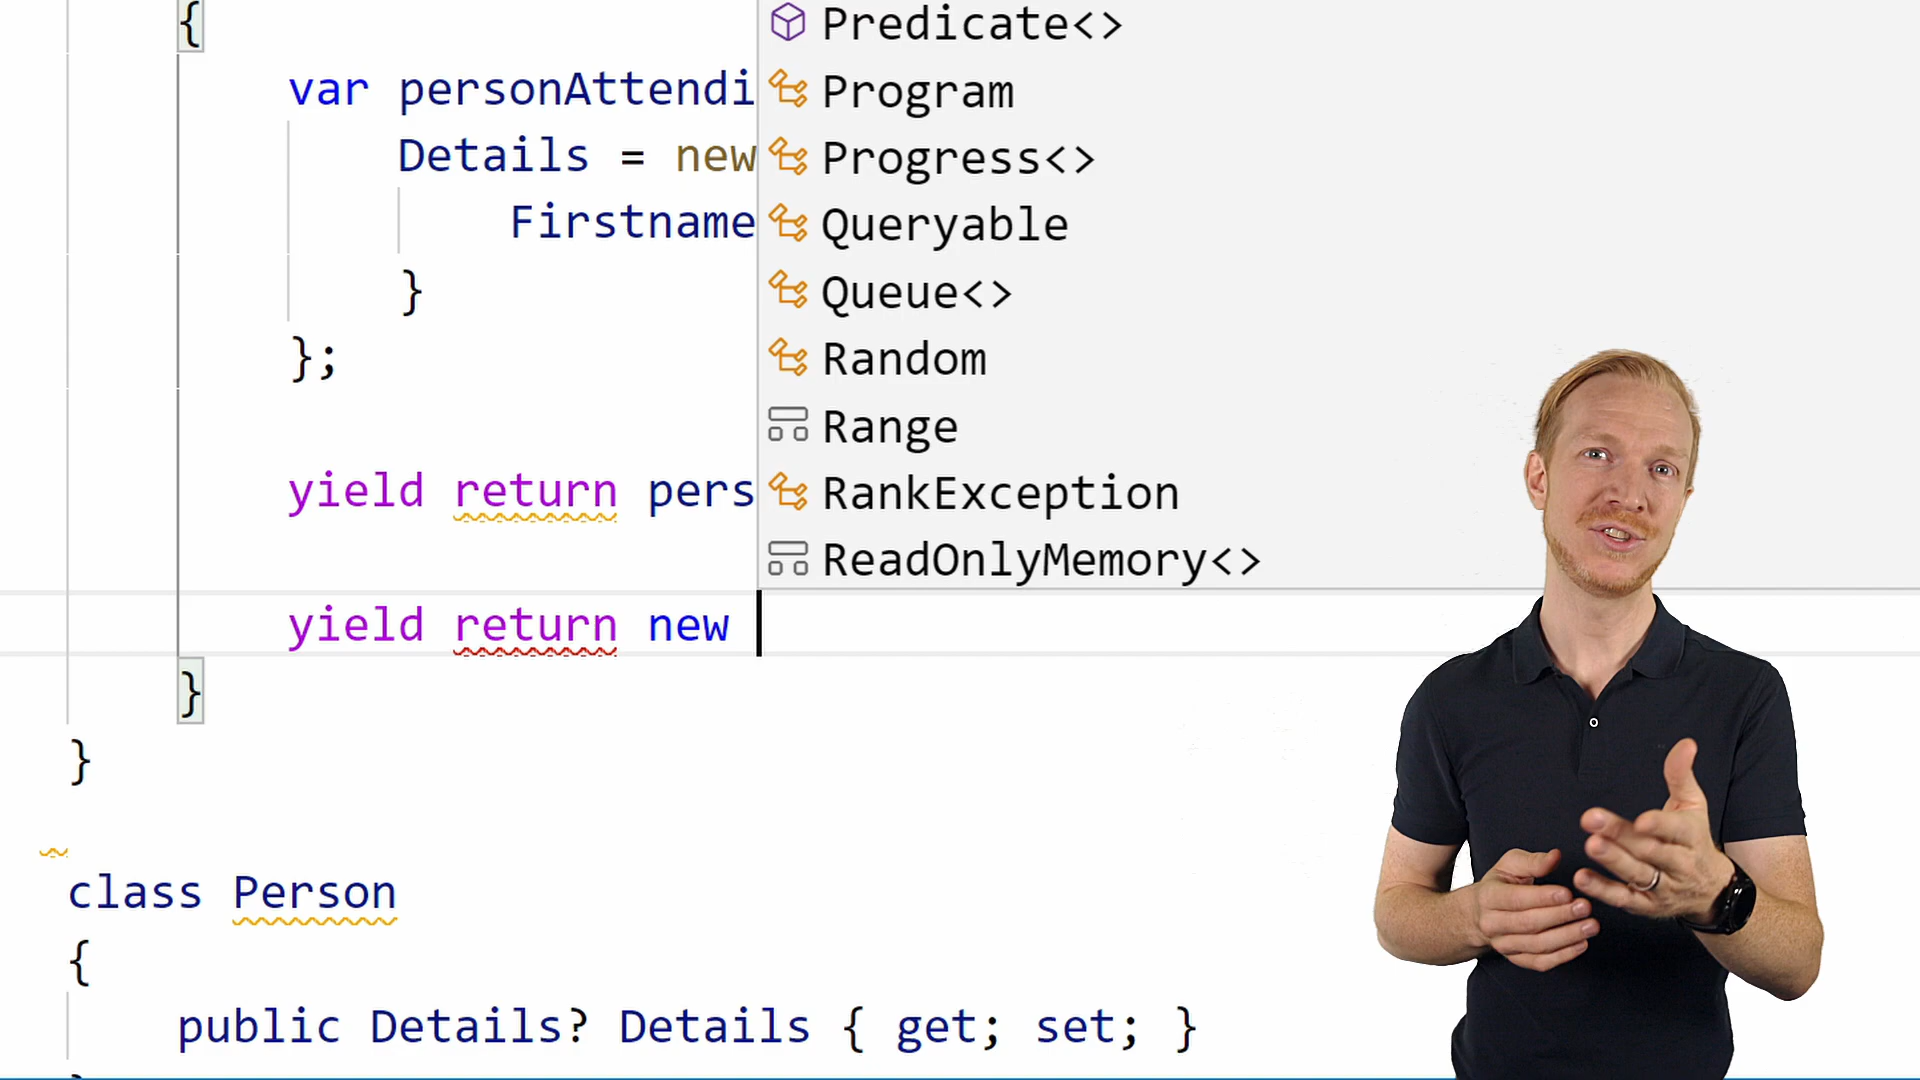 {
var personAttendi
Details = new
Firstname
}
};
yield return pers
yield return new
}
}
class Person
{
public Details? Details { get; set; }
Predicate<>
Program
Progress<>
Queryable
Queue<>
Random
Range
RankException
ReadOnlyMemory<>